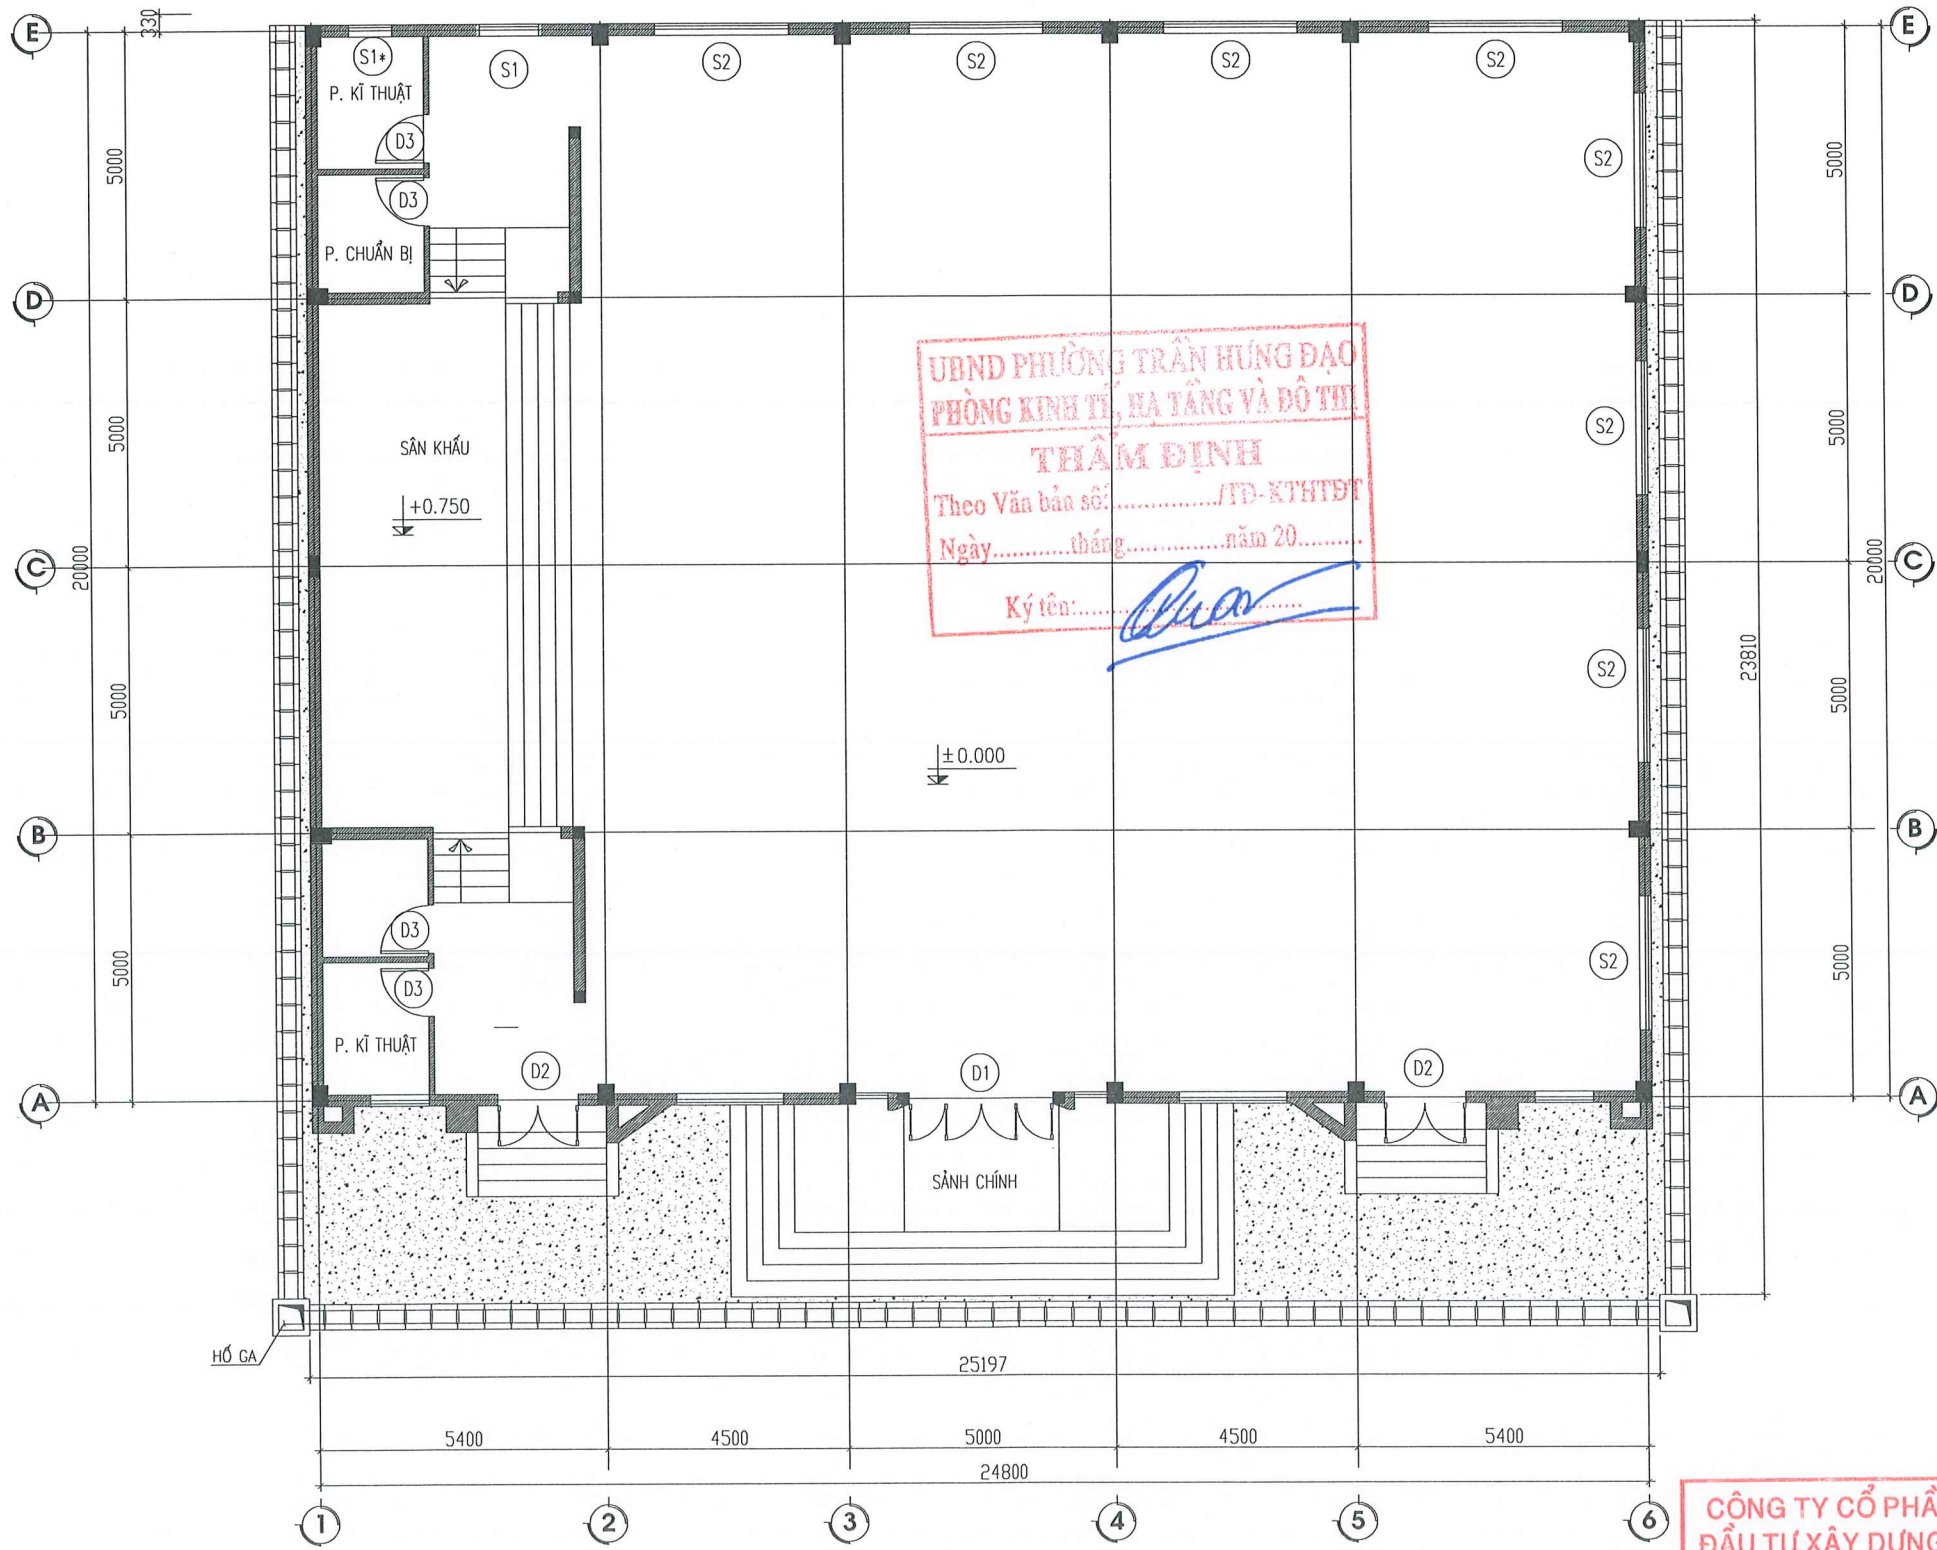 E
330
E
S1*
S1
S2
S2
S2
S2
P. KĨ THUẬT
D3
5000
5000
S2
D3
P. CHUẨN BỊ
D
D
UBND PHƯỜNG TRẦN HƯNG ĐẠO
PHÒNG KINH TẾ, HẠ TẦNG VÀ ĐÔ THỊ
THẨM ĐỊNH
Theo Văn bản số:.............../TĐ-KTHTĐT
Ngày...........tháng.............năm 20..........
Ký tên:...................................
5000
SÂN KHẤU
S2
5000
+0.750
C
20000
20000
C
23810
5000
S2
5000
±0.000
B
B
D3
5000
S2
5000
D3
P. KĨ THUẬT
D2
D1
D2
A
A
SẢNH CHÍNH
HỐ GA
25197
5400
4500
5000
4500
5400
24800
1
2
3
4
5
6
CÔNG TY CỔ PHẦ
ĐẦU TƯ XÂY DỰNG